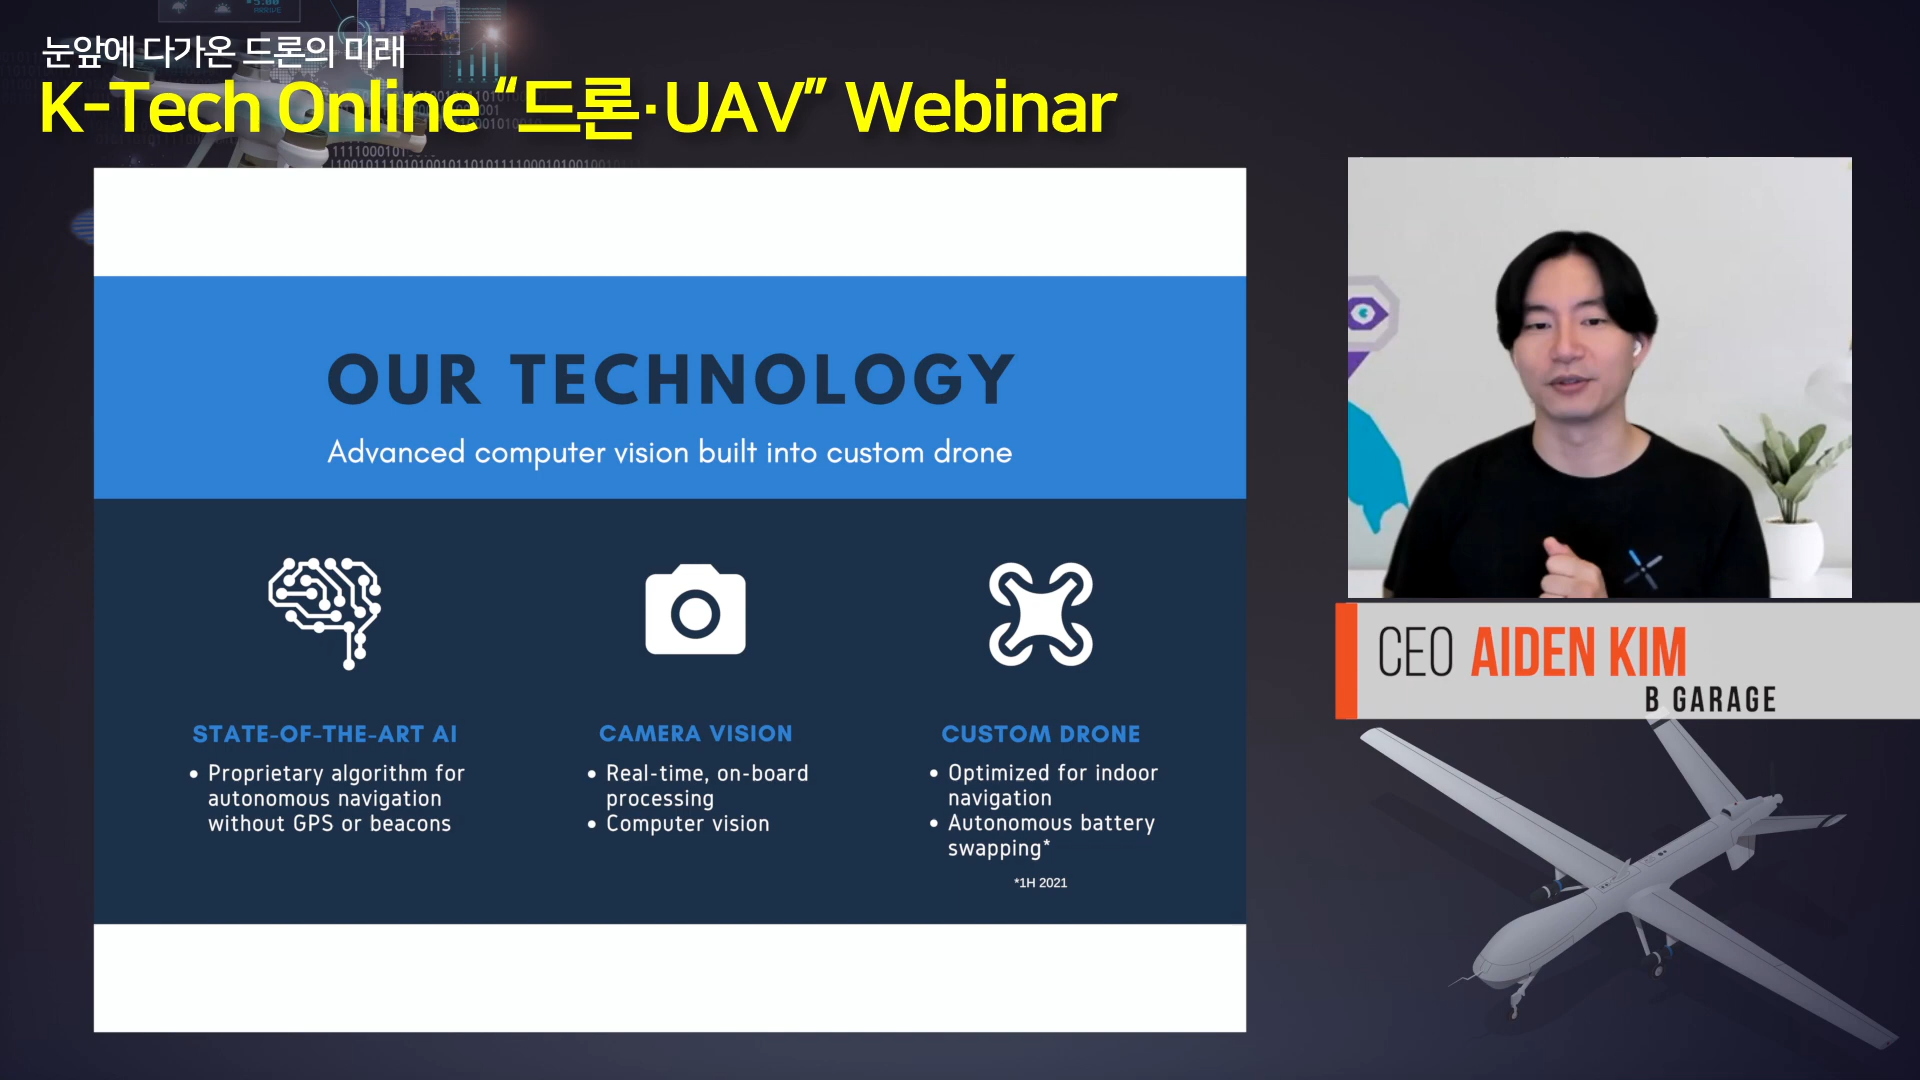 눈앞에 다가온 드론의 미래
K-Tech Online “드론·UAV” Webinar
OUR TECHNOLOGY
Advanced computer vision built into custom drone
STATE-OF-THE-ART AI
• Proprietary algorithm for
autonomous navigation
without GPS or beacons
CAMERA VISION
• Real-time, on-board
processing
• Computer vision
CUSTOM DRONE
• Optimized for indoor
navigation
• Autonomous battery
swapping*
*1H 2021
CEO AIDEN KIM
B GARAGE